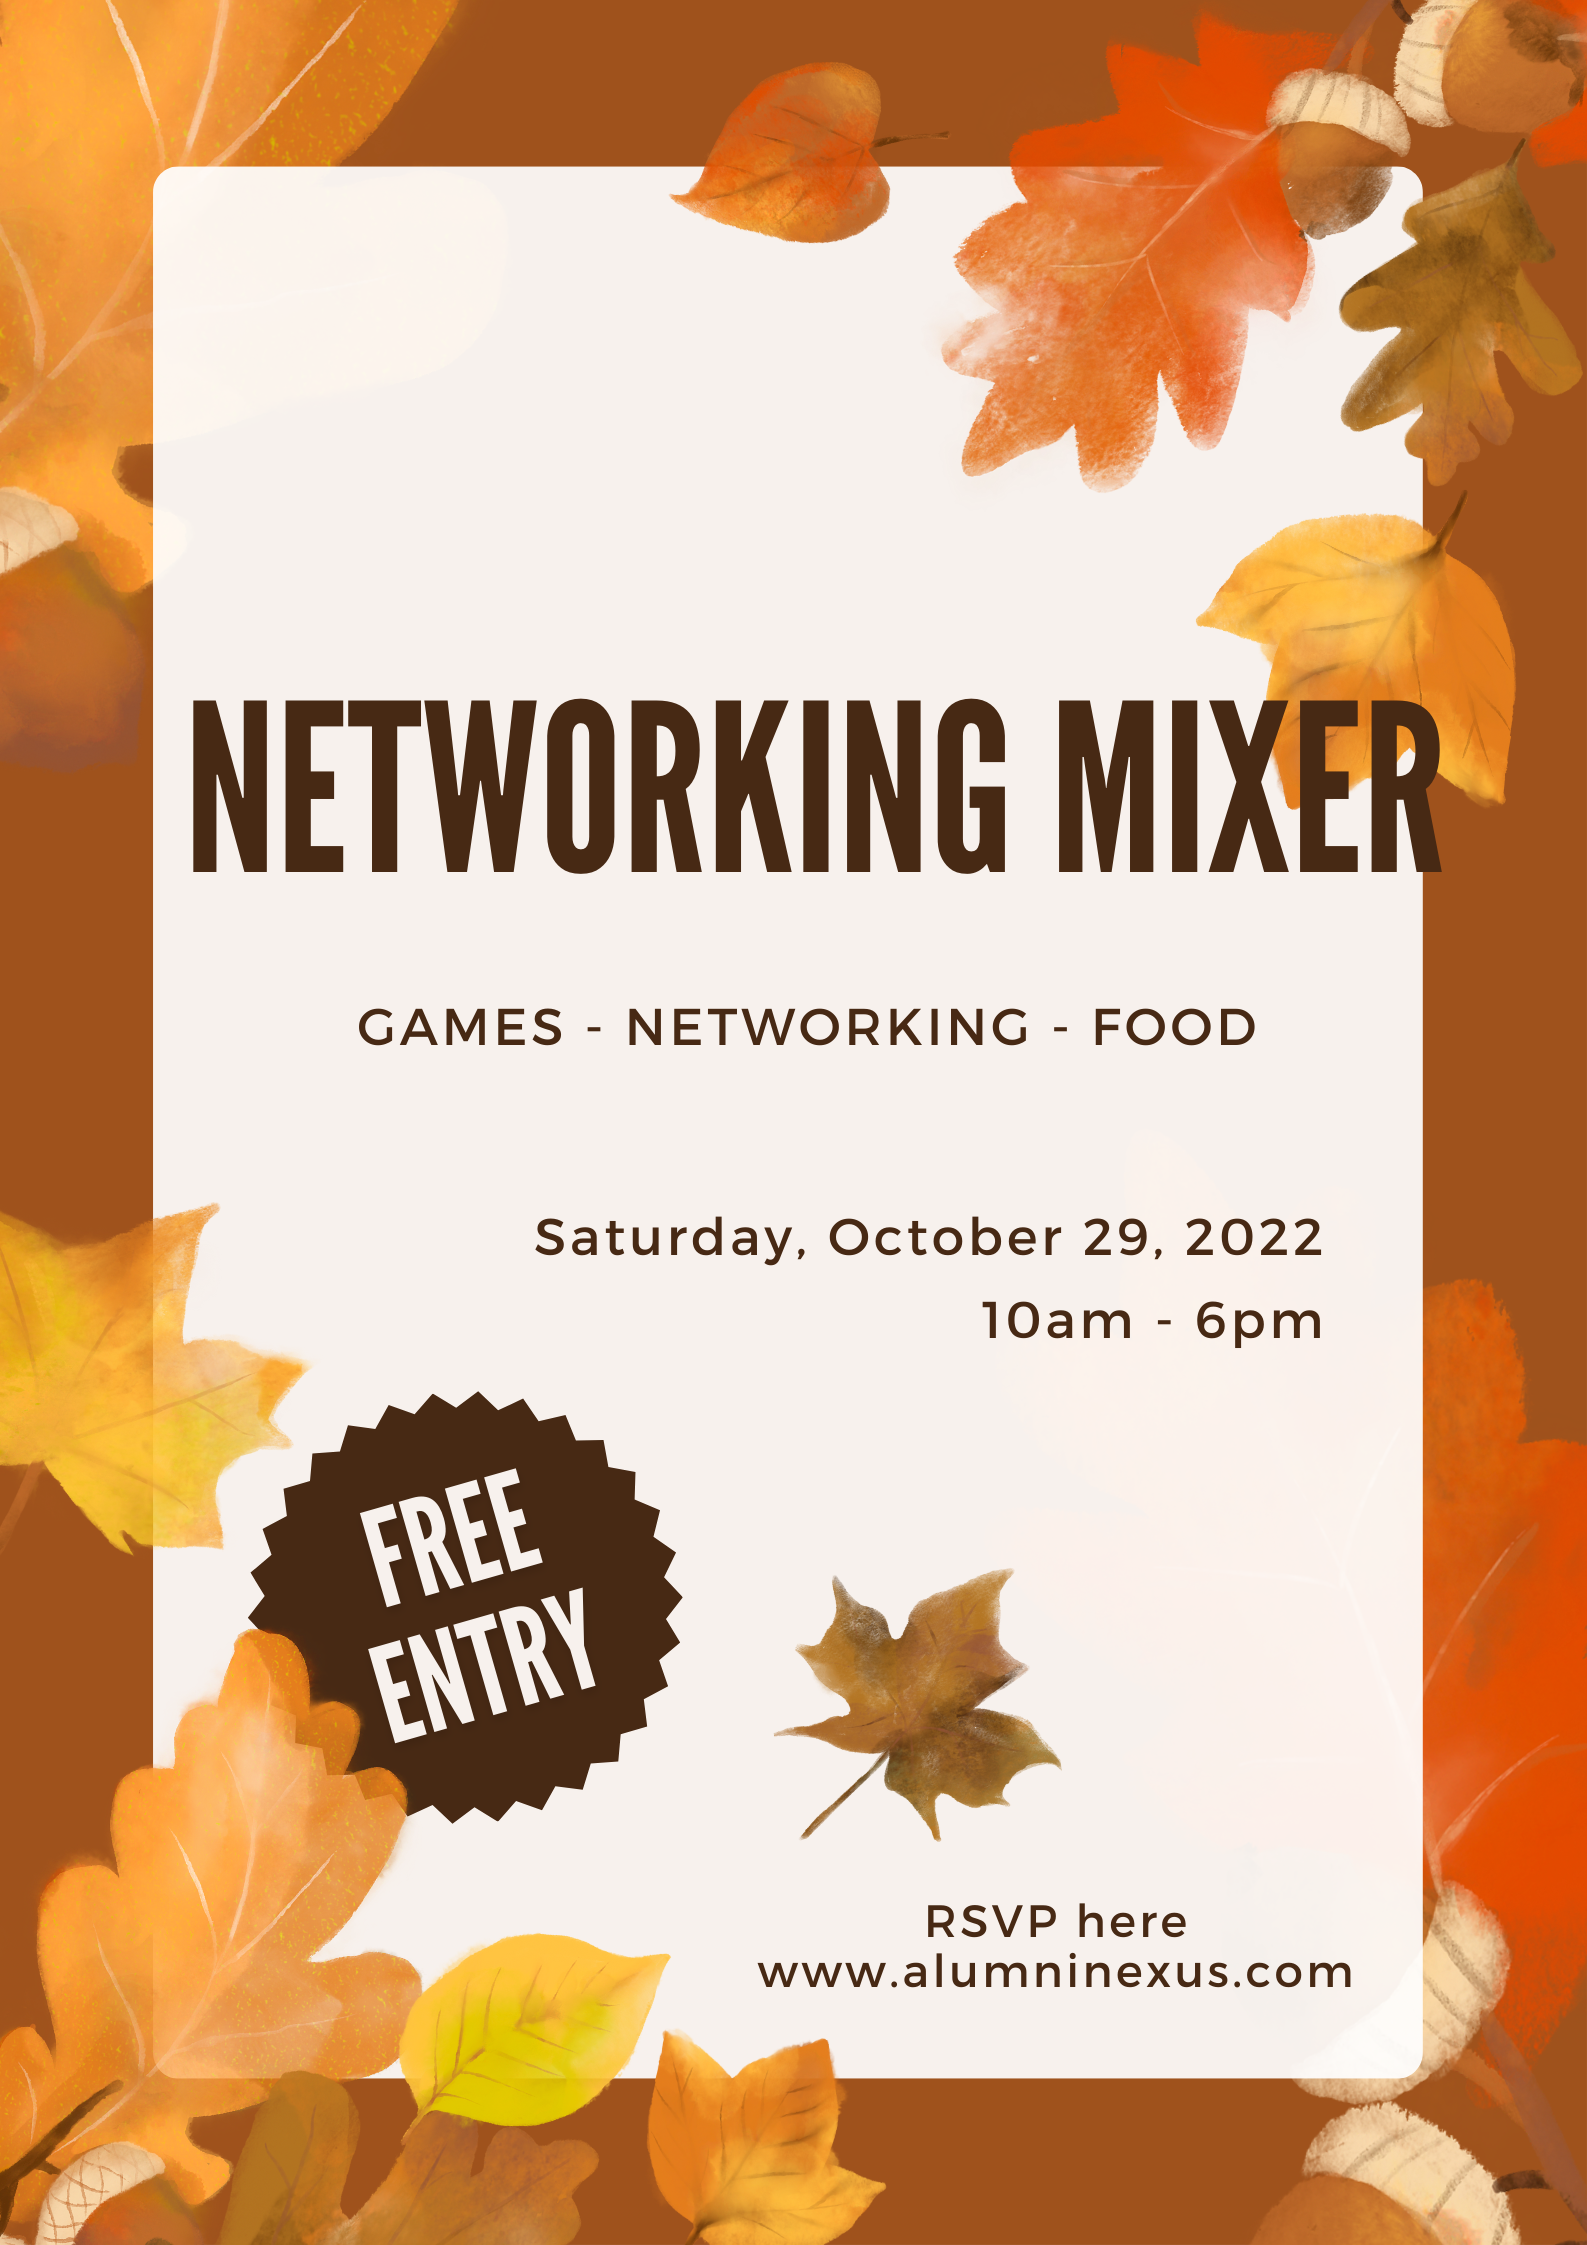 NETWORKING MIXER
GAMES - NETWORKING - FOOD
Saturday, October 29, 2022
10am - 6pm
FREE
ENTRY
RSVP here
www.alumninexus.com